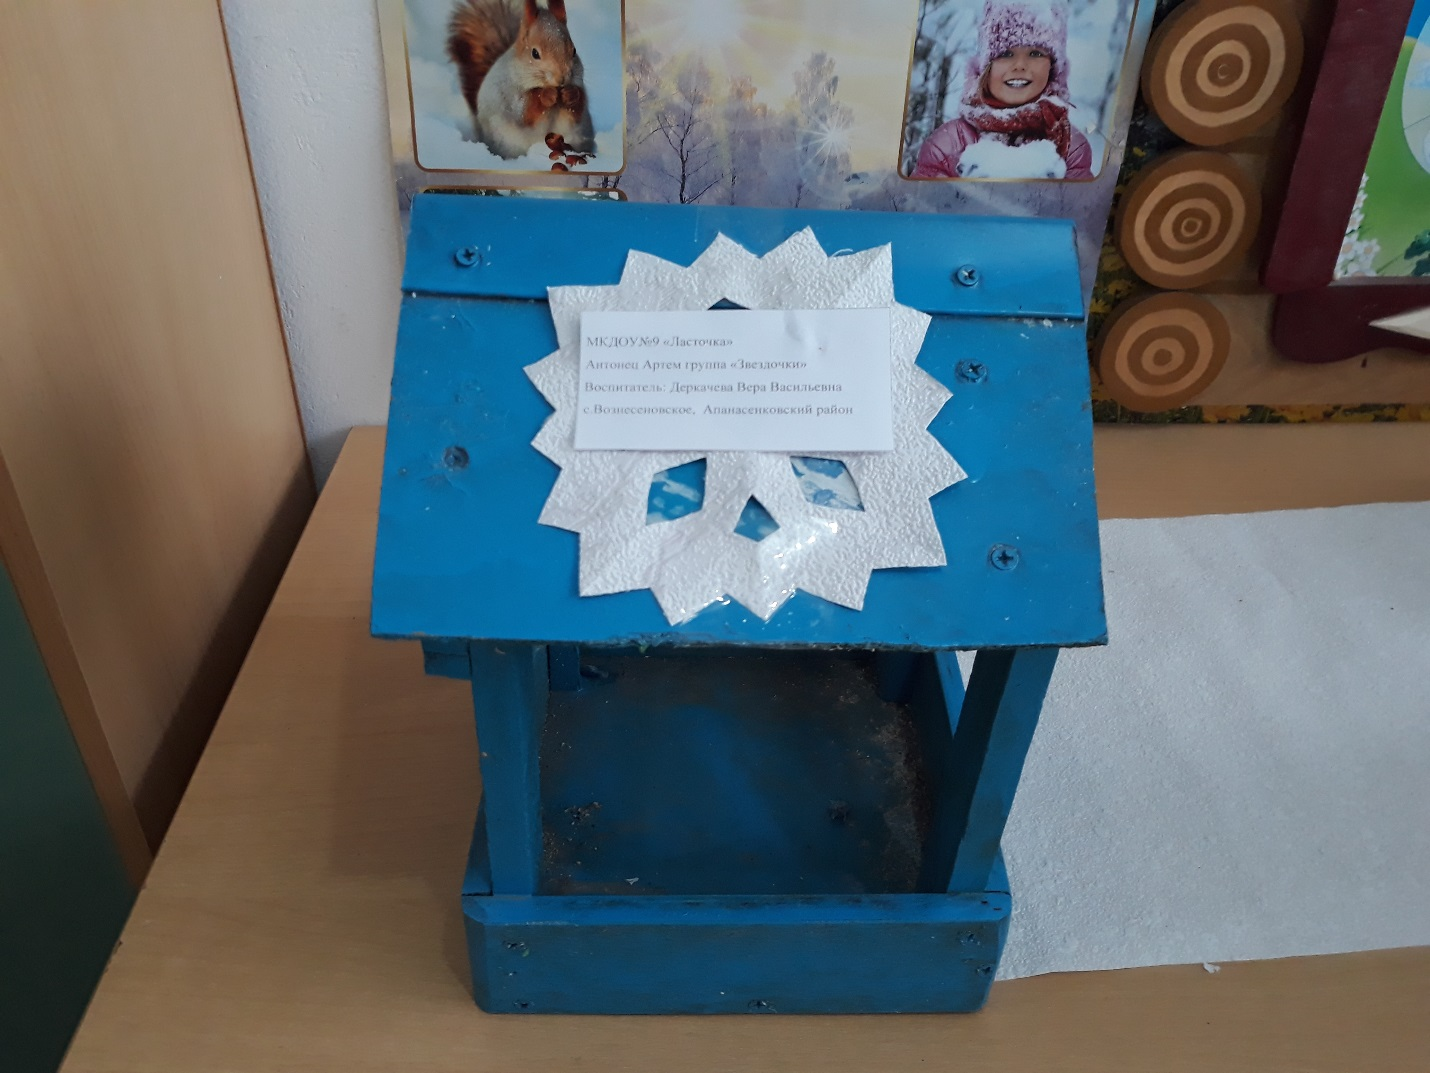 МКДОУ№9 «Ласточка»
Антонец Артем группа «Звездочки»
Воспитатель: Деркачева Вера Васильевна
с.Вознесеновское, Апанасенковский район